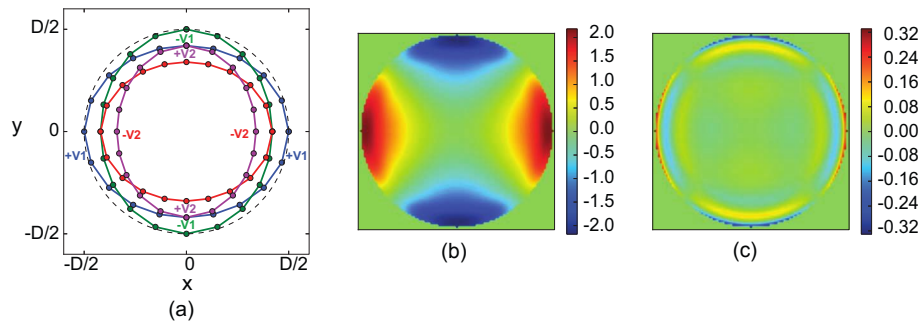 D/2
0
-D/2
y
-D/2
0
D/2
x
-V1
+V2
-V2
-V2
+V1
+V1
+V2
-V1
(a)
2.0
1.5
1.0
0.5
0.0
-0.5
-1.0
-1.5
-2.0
(b)
0.32
0.24
0.16
0.08
0.00
-0.08
-0.16
-0.24
-0.32
(c)